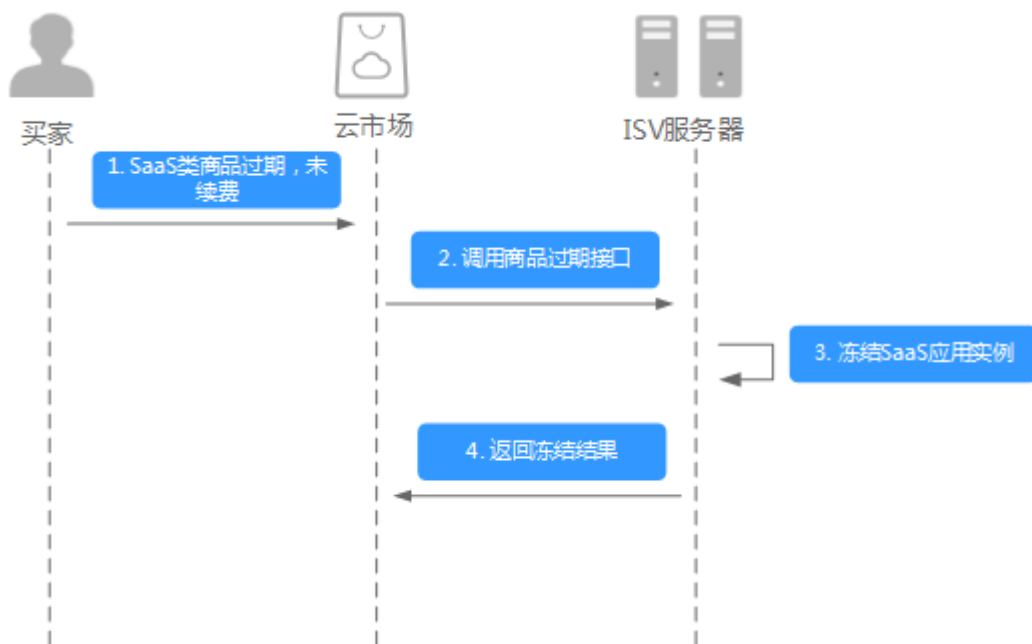 买家
云市场
ISV服务器
1. SaaS类商品过期，未
续费
2. 调用商品过期接口
3. 冻结SaaS应用实例
4. 返回冻结结果